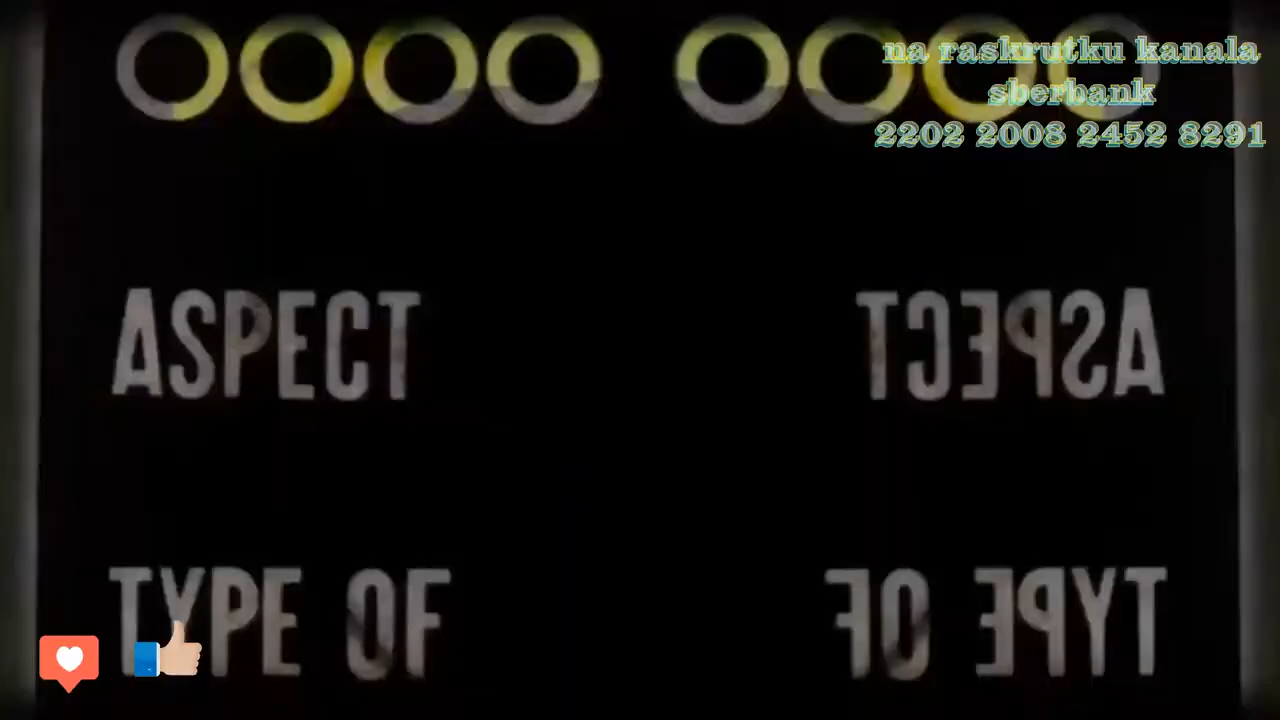 na raskrutku kanala
sberbank
2202 2008 2452 8291
ASPECT
ASPECT
TYPE OF
TYPE OF